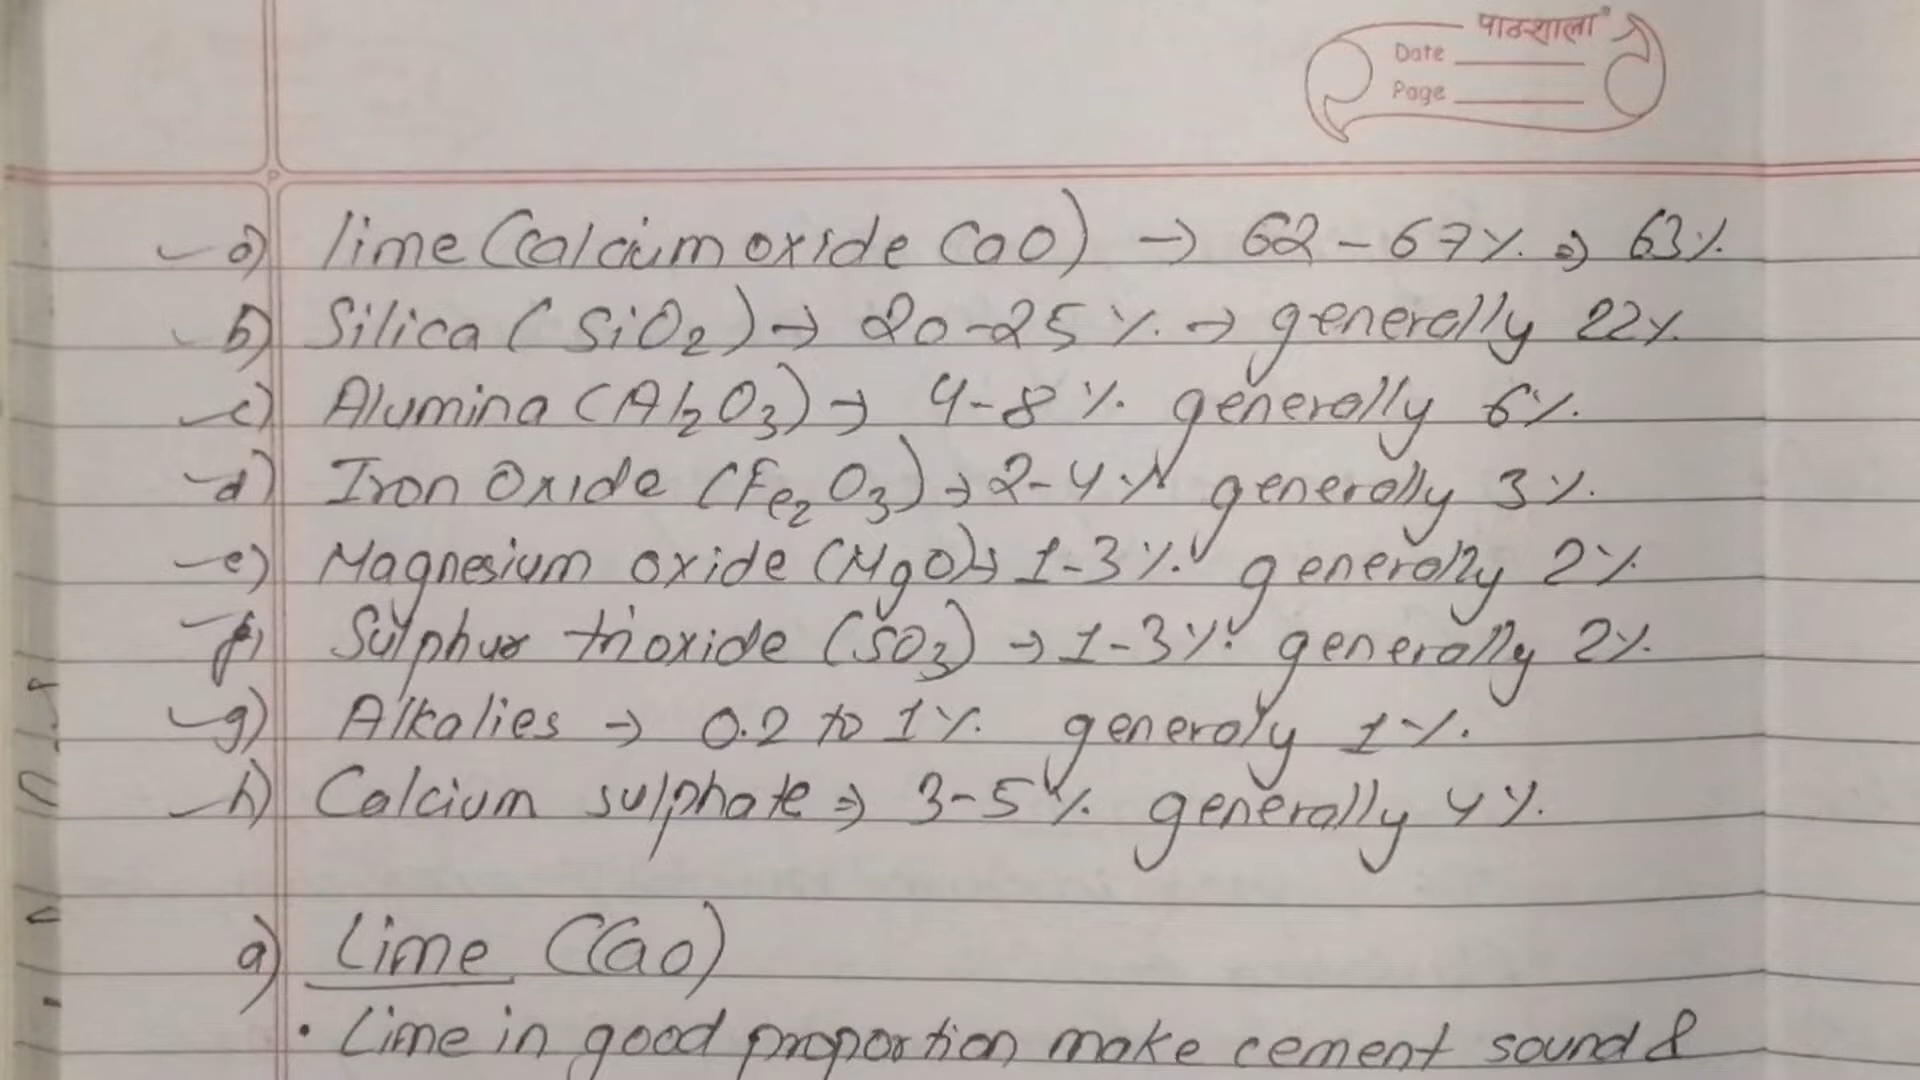 पाठशाला
Date
Page
a) lime (Calcium oxide CaO) → 62-67% ⇒ 63%
b) Silica (SiO₂) → 20-25% → generally 22%
c) Alumina (Al₂O₃) → 4-8% generally 6%
d) Iron Oxide (Fe₂O₃) → 2-4% generally 3%
e) Magnesium oxide (MgO) → 1-3% generally 2%
f) Sulphur trioxide (SO₃) → 1-3% generally 2%
g) Alkalies → 0.2 to 1% generaly 1%
h) Calcium sulphate ⇒ 3-5% generally 4%
a) Lime (CaO)
• Lime in good proportion make cement sound &